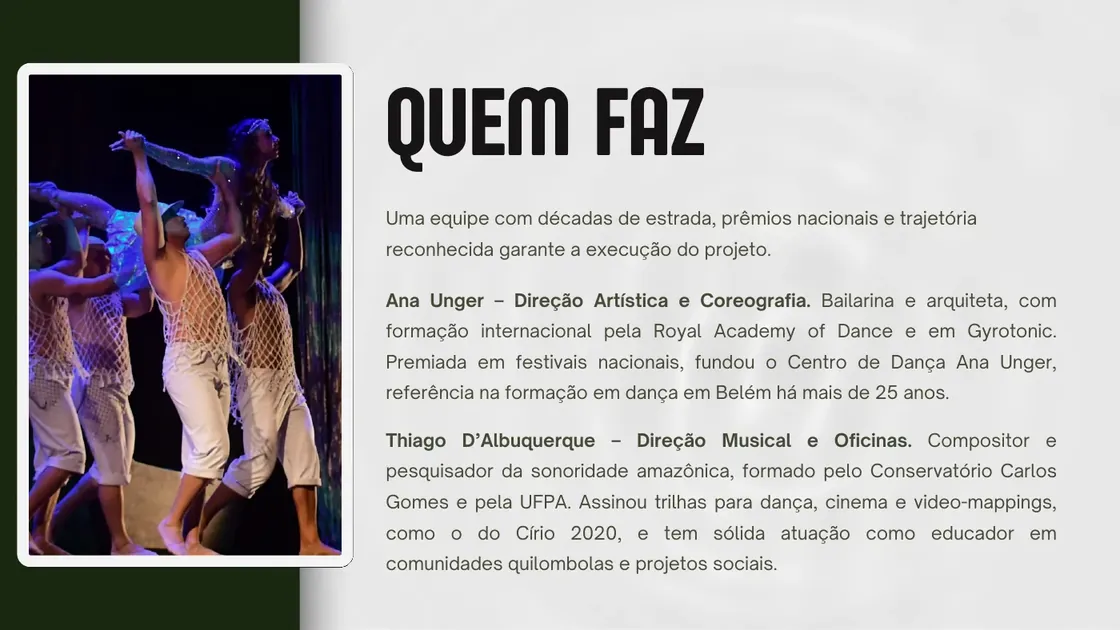 QUEM FAZ
Uma equipe com décadas de estrada, prêmios nacionais e trajetória
reconhecida garante a execução do projeto.
Ana Unger – Direção Artística e Coreografia. Bailarina e arquiteta, com
formação internacional pela Royal Academy of Dance e em Gyrotonic.
Premiada em festivais nacionais, fundou o Centro de Dança Ana Unger,
referência na formação em dança em Belém há mais de 25 anos.
Thiago D’Albuquerque – Direção Musical e Oficinas. Compositor e
pesquisador da sonoridade amazônica, formado pelo Conservatório Carlos
Gomes e pela UFPA. Assinou trilhas para dança, cinema e video-mappings,
como o do Círio 2020, e tem sólida atuação como educador em
comunidades quilombolas e projetos sociais.